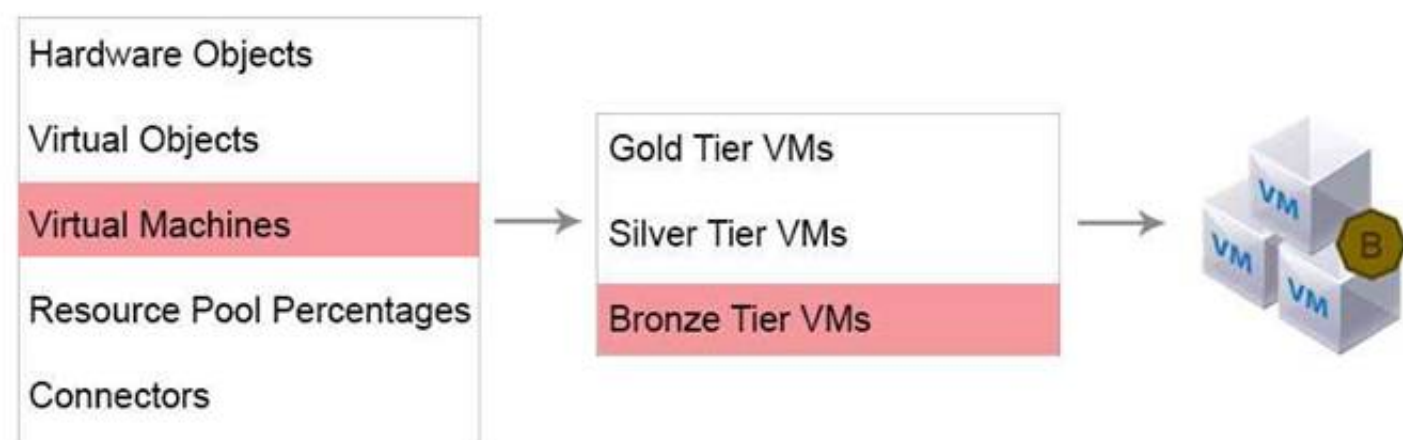 Hardware Objects
Virtual Objects
Virtual Machines
Resource Pool Percentages
Connectors
Gold Tier VMs
Silver Tier VMs
Bronze Tier VMs
VM
VM
VM
B